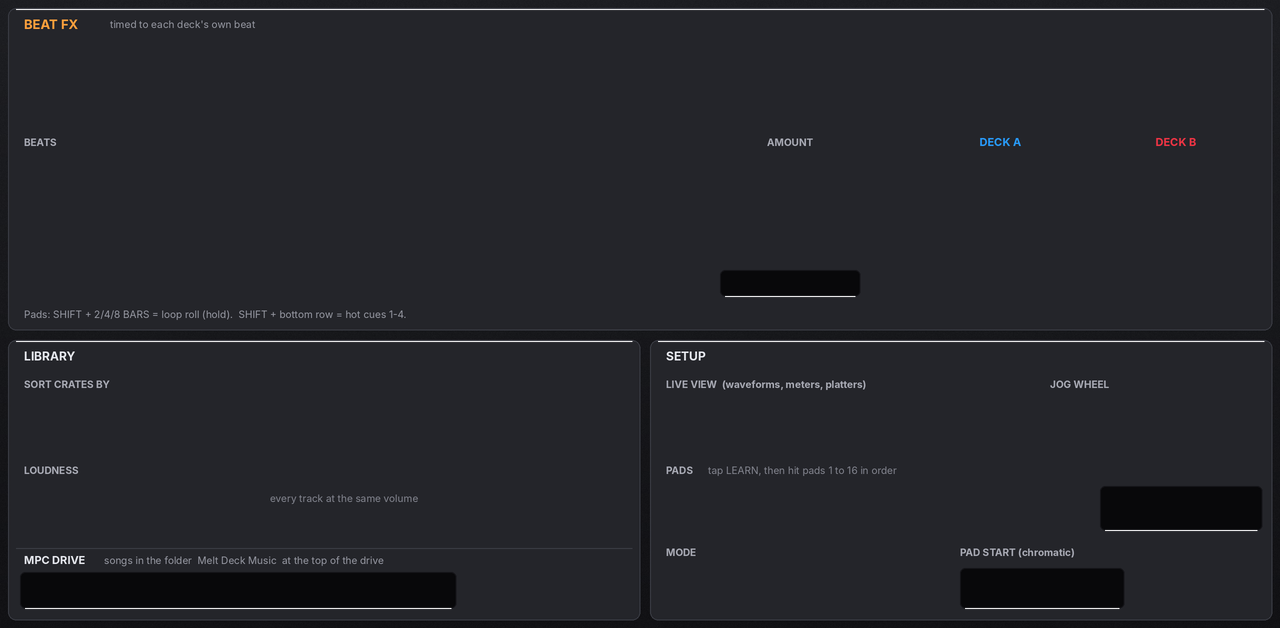 BEAT FX timed to each deck's own beat
BEATS AMOUNT DECK A DECK B
Pads: SHIFT + 2/4/8 BARS = loop roll (hold). SHIFT + bottom row = hot cues 1-4.
LIBRARY
SORT CRATES BY
LOUDNESS
every track at the same volume
MPC DRIVE songs in the folder Melt Deck Music at the top of the drive
SETUP
LIVE VIEW (waveforms, meters, platters) JOG WHEEL
PADS tap LEARN, then hit pads 1 to 16 in order
MODE PAD START (chromatic)